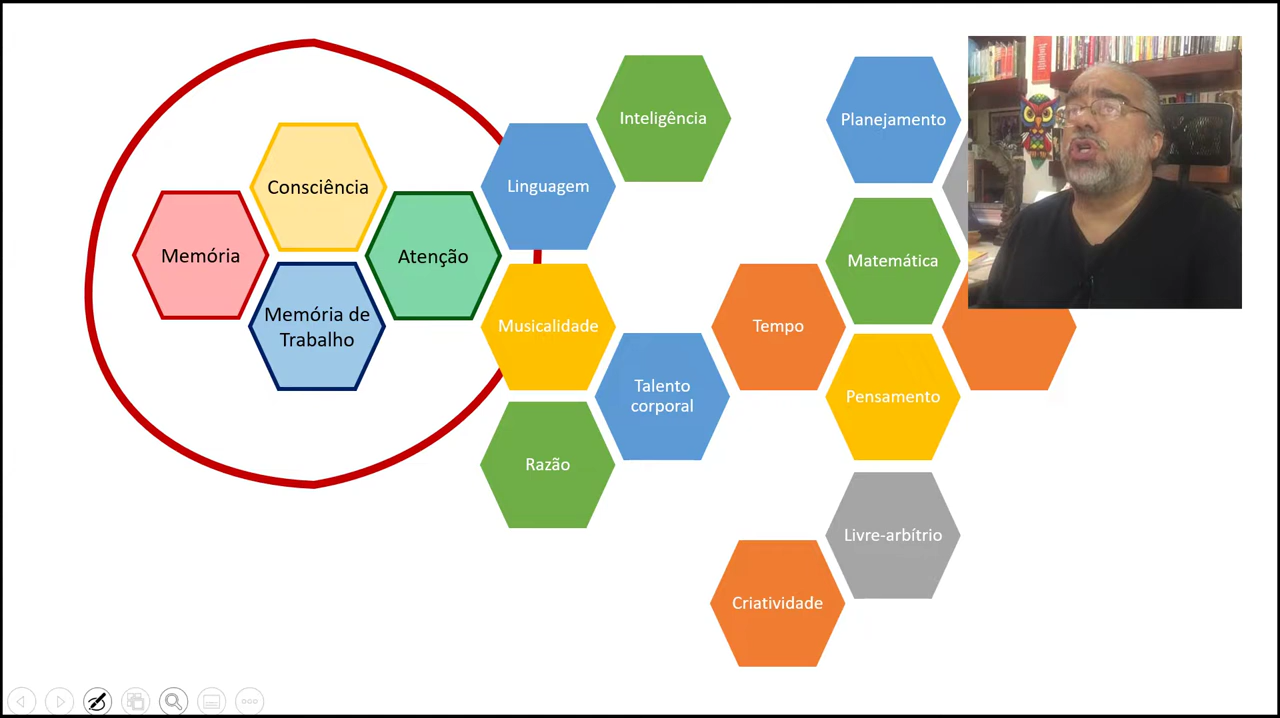 Consciência
Memória
Atenção
Memória de
Trabalho
Linguagem
Inteligência
Musicalidade
Talento
corporal
Razão
Tempo
Planejamento
Matemática
Pensamento
Livre-arbítrio
Criatividade